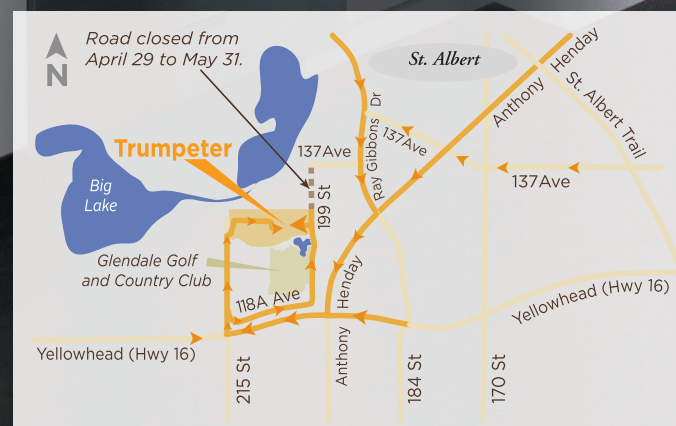 Road closed from
April 29 to May 31.
N
St. Albert
Anthony Henday
St. Albert Trail
Ray Gibbons Dr
137Ave
137Ave
137Ave
Trumpeter
199 St
Big
Lake
Glendale Golf
and Country Club
118A Ave
Anthony Henday
Yellowhead (Hwy 16)
Yellowhead (Hwy 16)
215 St
184 St
170 St